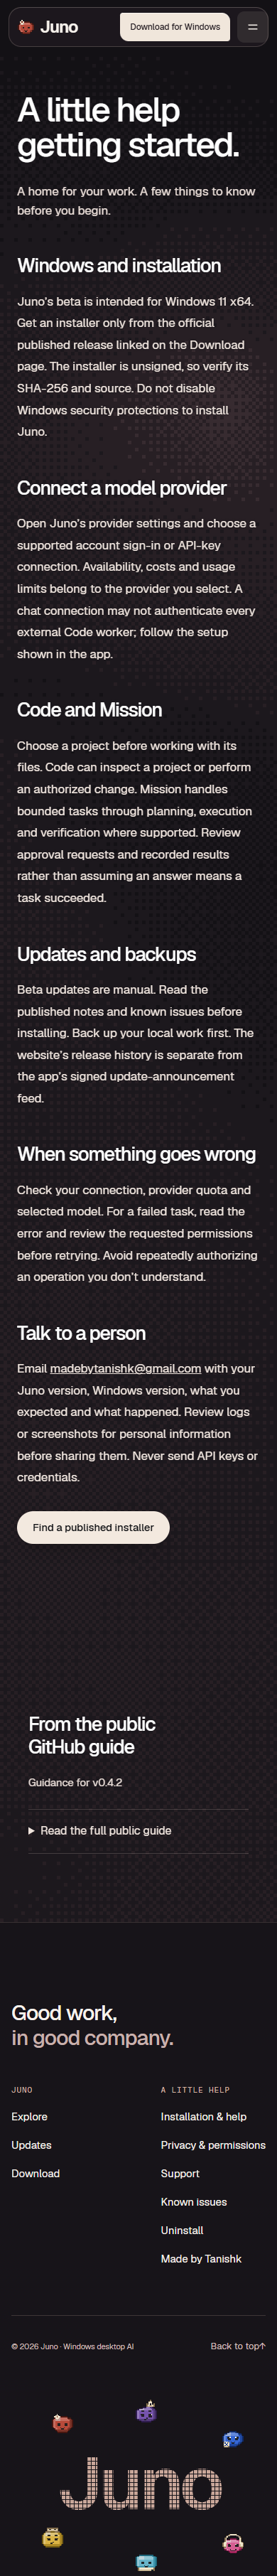 Juno
Download for Windows
A little help
getting started.
A home for your work. A few things to know
before you begin.
Windows and installation
Juno’s beta is intended for Windows 11 x64.
Get an installer only from the official
published release linked on the Download
page. The installer is unsigned, so verify its
SHA-256 and source. Do not disable
Windows security protections to install
Juno.
Connect a model provider
Open Juno’s provider settings and choose a
supported account sign-in or API-key
connection. Availability, costs and usage
limits belong to the provider you select. A
chat connection may not authenticate every
external Code worker; follow the setup
shown in the app.
Code and Mission
Choose a project before working with its
files. Code can inspect a project or perform
an authorized change. Mission handles
bounded tasks through planning, execution
and verification where supported. Review
approval requests and recorded results
rather than assuming an answer means a
task succeeded.
Updates and backups
Beta updates are manual. Read the
published notes and known issues before
installing. Back up your local work first. The
website’s release history is separate from
the app’s signed update-announcement
feed.
When something goes wrong
Check your connection, provider quota and
selected model. For a failed task, read the
error and review the requested permissions
before retrying. Avoid repeatedly authorizing
an operation you don’t understand.
Talk to a person
Email madebytanishk@gmail.com with your
Juno version, Windows version, what you
expected and what happened. Review logs
or screenshots for personal information
before sharing them. Never send API keys or
credentials.
Find a published installer
From the public
GitHub guide
Guidance for v0.4.2
Read the full public guide
Good work,
in good company.
JUNO
Explore
Updates
Download
A LITTLE HELP
Installation & help
Privacy & permissions
Support
Known issues
Uninstall
Made by Tanishk
© 2026 Juno · Windows desktop AI
Back to top↑
Juno